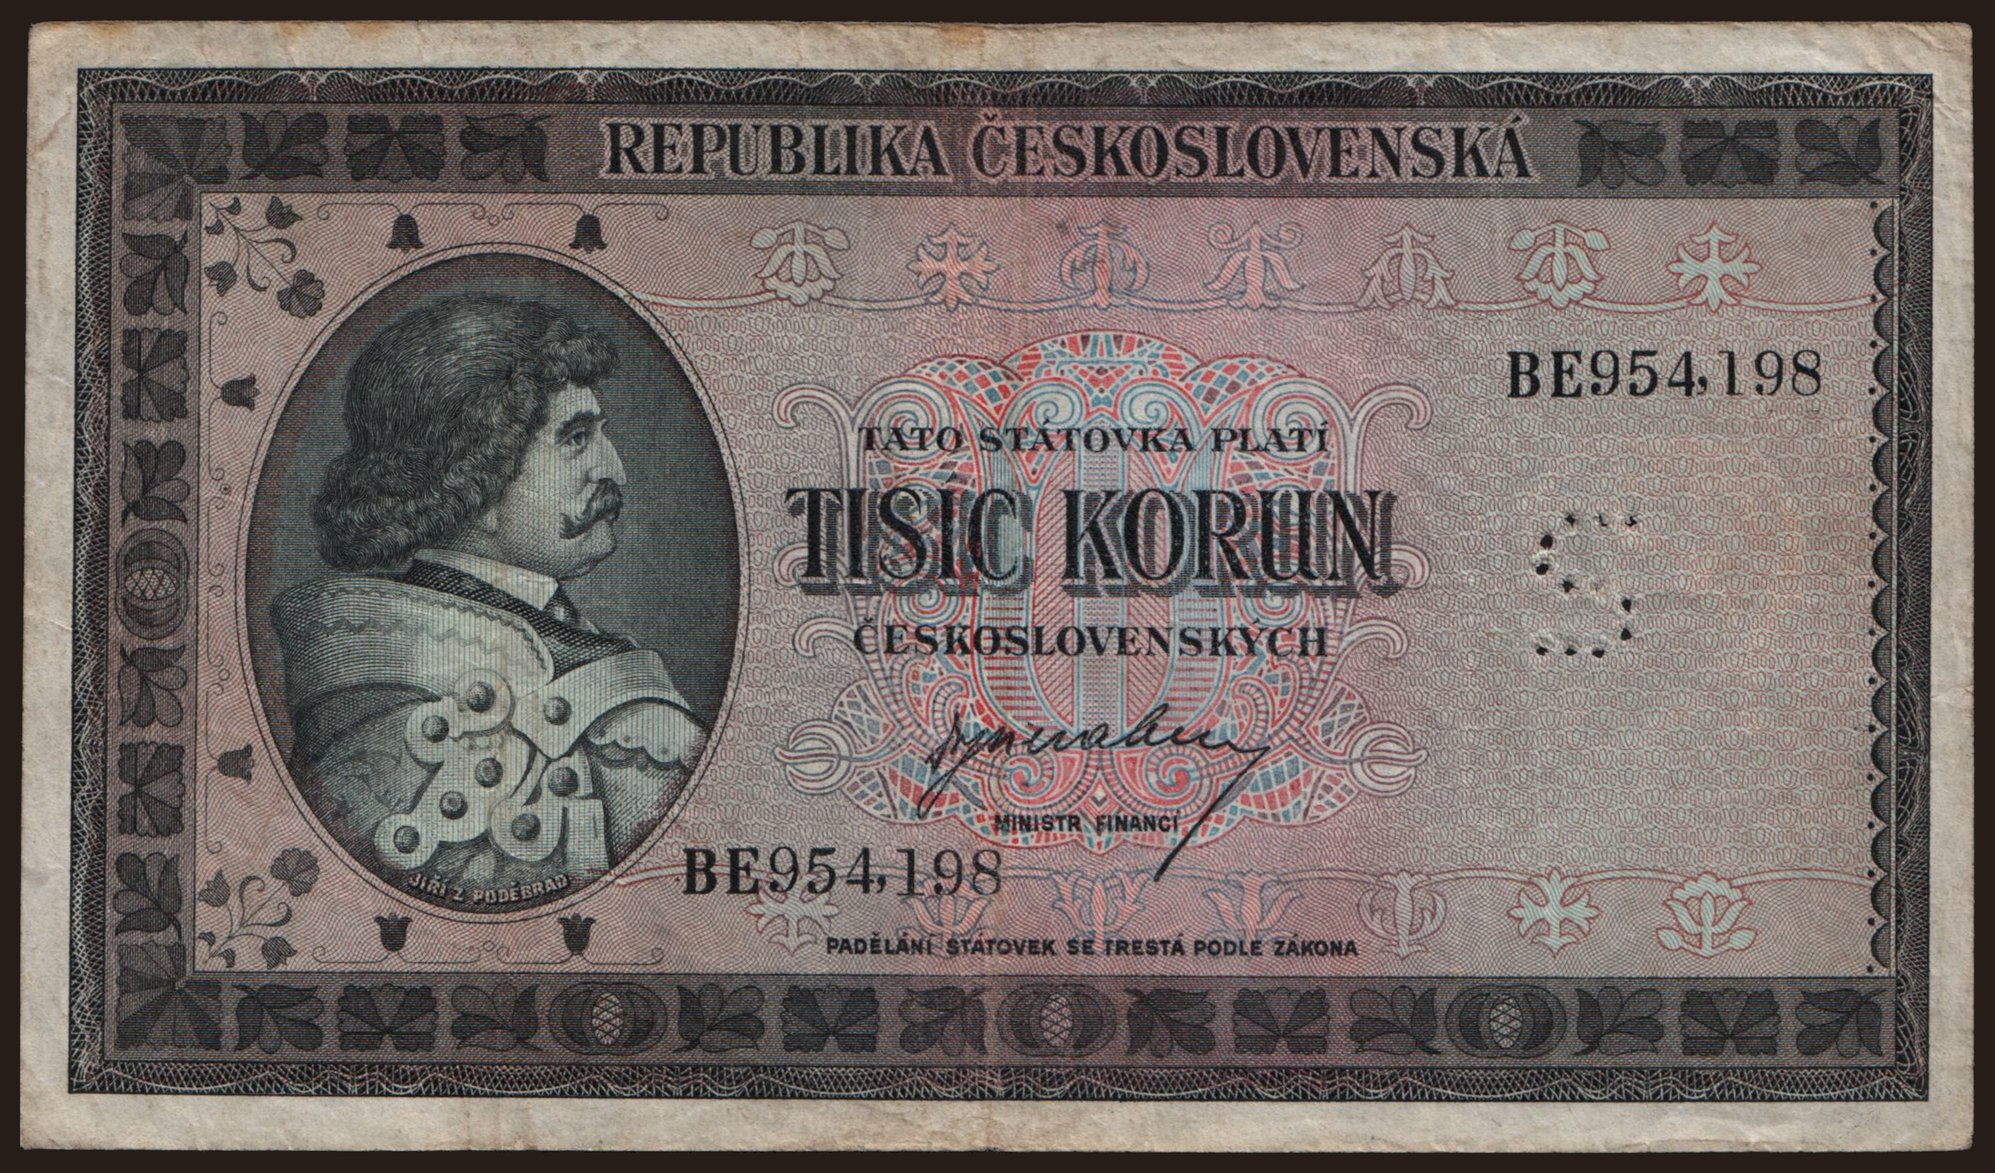 REPUBLIKA ČESKOSLOVENSKÁ
BE954,198
TATO STÁTOVKA PLATÍ
TISÍC KORUN
ČESKOSLOVENSKÝCH
S
MINISTR FINANCÍ
BE954,198
JIŘÍ Z PODĚBRAD
PADĚLÁNÍ STÁTOVEK SE TRESTÁ PODLE ZÁKONA